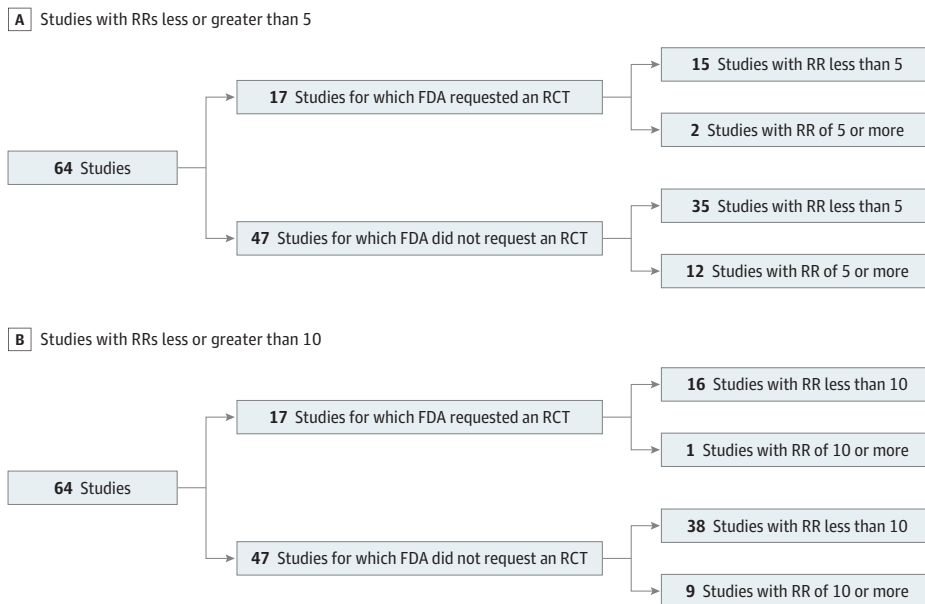 A Studies with RRs less or greater than 5
15 Studies with RR less than 5
17 Studies for which FDA requested an RCT
2 Studies with RR of 5 or more
64 Studies
35 Studies with RR less than 5
47 Studies for which FDA did not request an RCT
12 Studies with RR of 5 or more
B Studies with RRs less or greater than 10
16 Studies with RR less than 10
17 Studies for which FDA requested an RCT
1 Studies with RR of 10 or more
64 Studies
38 Studies with RR less than 10
47 Studies for which FDA did not request an RCT
9 Studies with RR of 10 or more